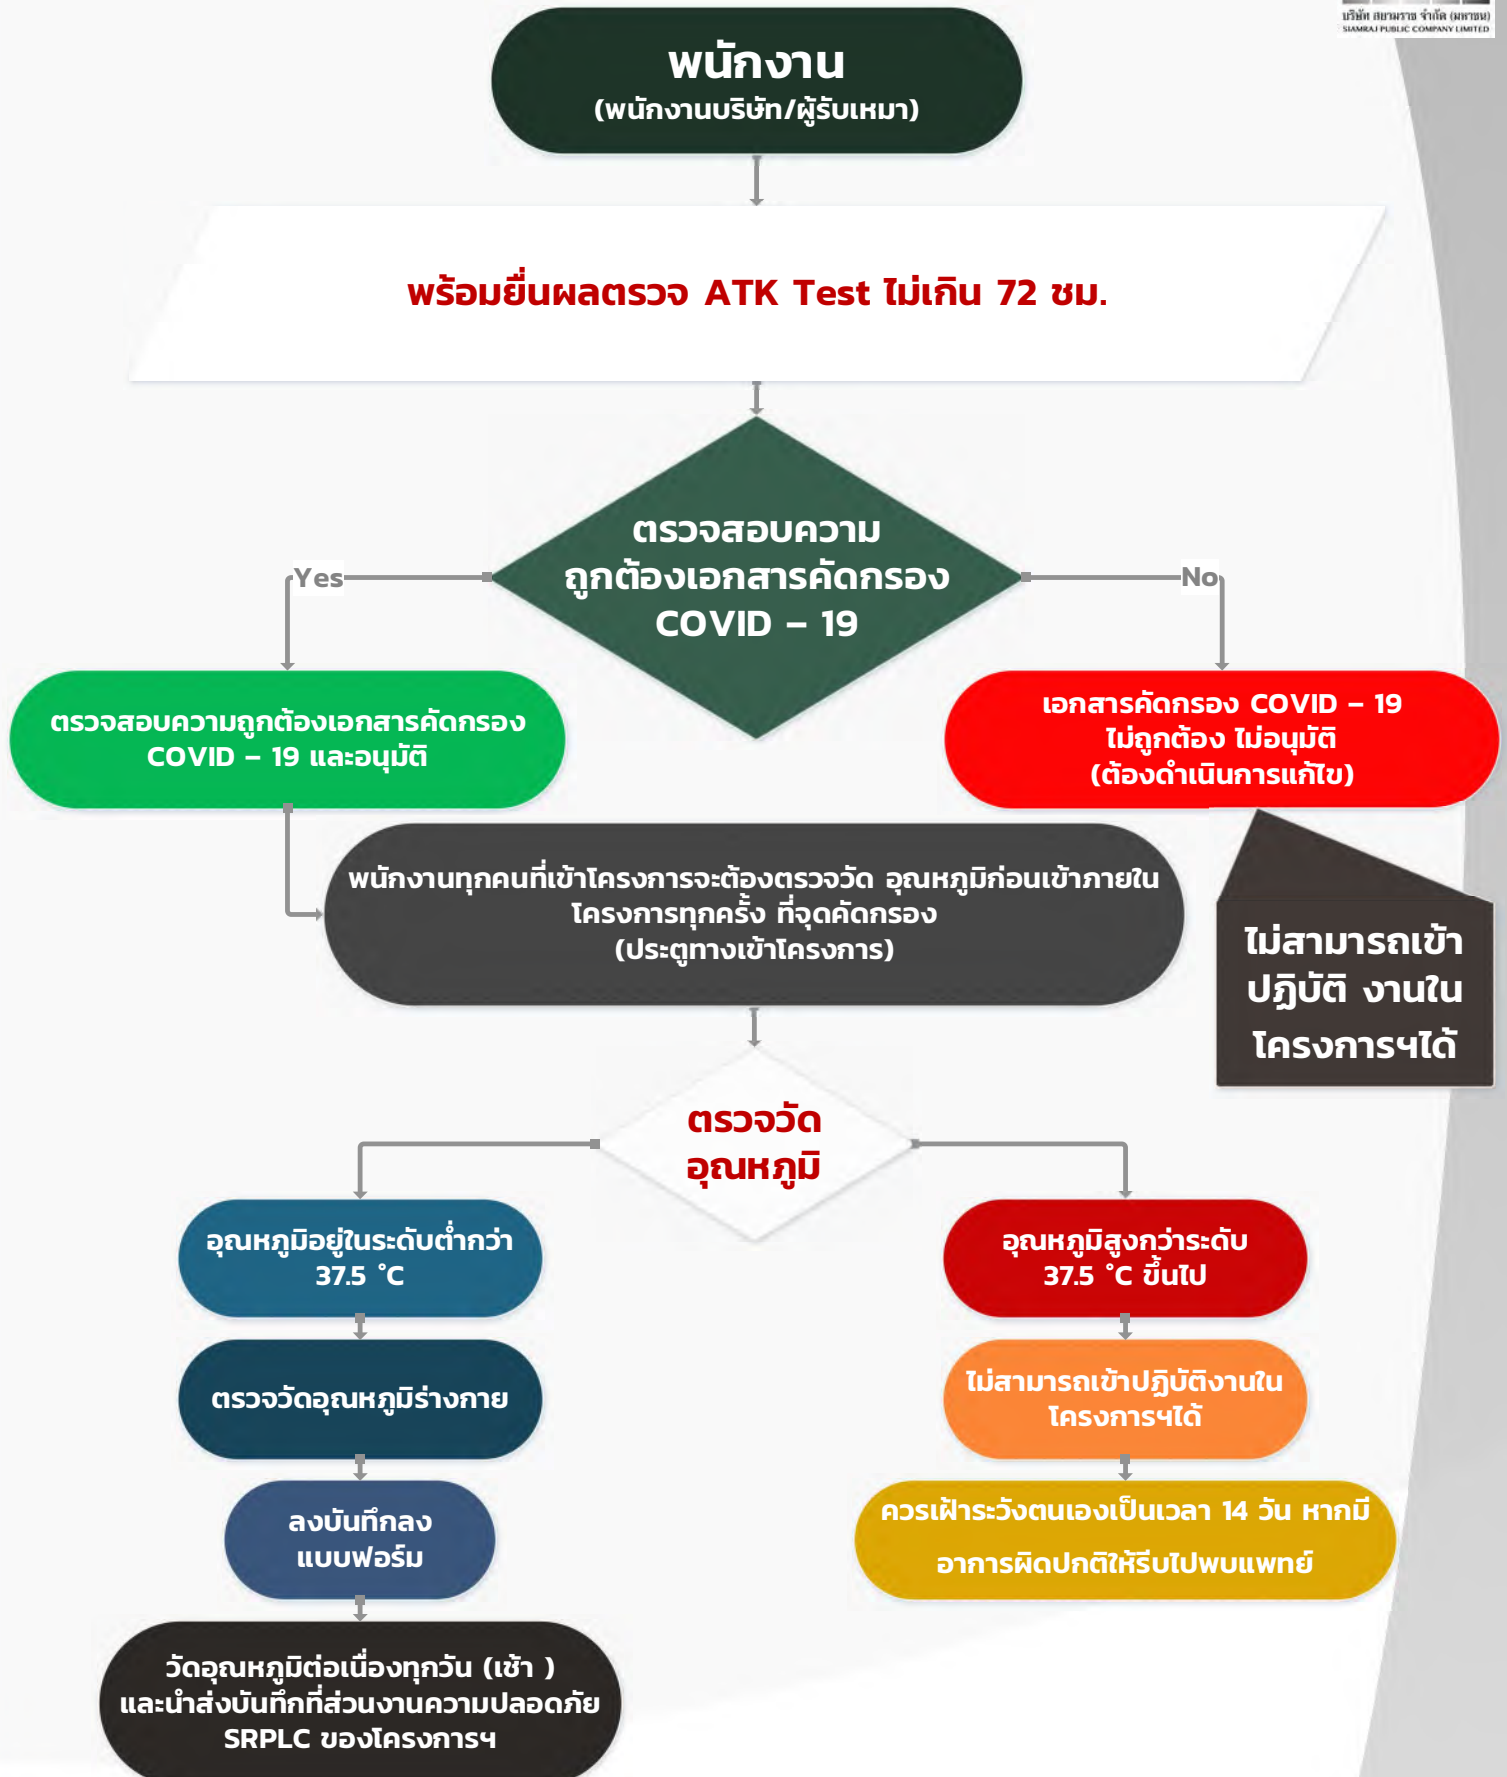 บริษัท สยามราช จำกัด (มหาชน)
SIAMRAJ PUBLIC COMPANY LIMITED
พนักงาน
(พนักงานบริษัท/ผู้รับเหมา)
พร้อมยื่นผลตรวจ ATK Test ไม่เกิน 72 ชม.
ตรวจสอบความ
ถูกต้องเอกสารคัดกรอง
COVID – 19
Yes
No
ตรวจสอบความถูกต้องเอกสารคัดกรอง
COVID – 19 และอนุมัติ
เอกสารคัดกรอง COVID – 19
ไม่ถูกต้อง ไม่อนุมัติ
(ต้องดำเนินการแก้ไข)
พนักงานทุกคนที่เข้าโครงการจะต้องตรวจวัด อุณหภูมิก่อนเข้าภายใน
โครงการทุกครั้ง ที่จุดคัดกรอง
(ประตูทางเข้าโครงการ)
ไม่สามารถเข้า
ปฏิบัติ งานใน
โครงการฯได้
ตรวจวัด
อุณหภูมิ
อุณหภูมิอยู่ในระดับต่ำกว่า
37.5 °C
อุณหภูมิสูงกว่าระดับ
37.5 °C ขึ้นไป
ตรวจวัดอุณหภูมิร่างกาย
ไม่สามารถเข้าปฏิบัติงานใน
โครงการฯได้
ลงบันทึกลง
แบบฟอร์ม
ควรเฝ้าระวังตนเองเป็นเวลา 14 วัน หากมี
อาการผิดปกติให้รีบไปพบแพทย์
วัดอุณหภูมิต่อเนื่องทุกวัน (เช้า )
และนำส่งบันทึกที่ส่วนงานความปลอดภัย
SRPLC ของโครงการฯ